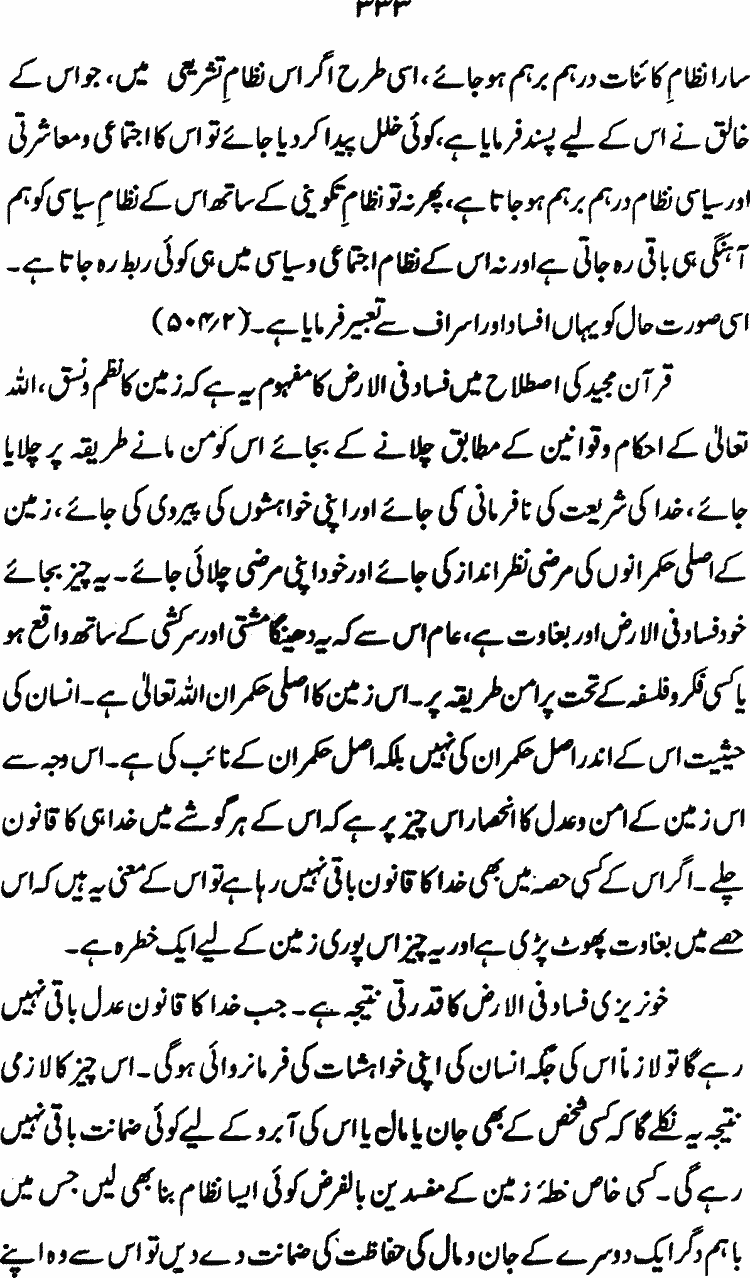 ۳۳۳
سارا نظامِ کائنات درہم برہم ہوجائے، اسی طرح اگر اس نظامِ تشریعی میں، جو اس کے
خالق نے اس کے لیے پسند فرمایا ہے، کوئی خلل پیدا کردیا جائے تو اس کا اجتماعی و معاشرتی
اور سیاسی نظام درہم برہم ہوجاتا ہے، پھر نہ تو نظامِ تکوینی کے ساتھ اس کے نظامِ سیاسی کو ہم
آہنگی ہی باقی رہ جاتی ہے اور نہ اس کے نظام اجتماعی و سیاسی میں ہی کوئی ربط رہ جاتا ہے۔
اسی صورت حال کو یہاں افساد اور اسراف سے تعبیر فرمایا ہے۔ (۵۰۴/۲)
قرآن مجید کی اصطلاح میں فساد فی الارض کا مفہوم یہ ہے کہ زمین کا نظم و نسق، اللہ
تعالیٰ کے احکام و قوانین کے مطابق چلانے کے بجائے اس کو من مانے طریقہ پر چلایا
جائے، خدا کی شریعت کی نافرمانی کی جائے اور اپنی خواہشوں کی پیروی کی جائے، زمین
کے اصلی حکمرانوں کی مرضی نظر انداز کی جائے اور خود اپنی مرضی چلائی جائے۔ یہ چیز بجائے
خود فساد فی الارض اور بغاوت ہے، عام اس سے کہ یہ دھینگا مشتی اور سرکشی کے ساتھ واقع ہو
یا کسی فکر و فلسفہ کے تحت پرامن طریقہ پر۔ اس زمین کا اصلی حکمران اللہ تعالیٰ ہے۔ انسان کی
حیثیت اس کے اندر اصل حکمران کی نہیں بلکہ اصل حکمران کے نائب کی ہے۔ اس وجہ سے
اس زمین کے امن و عدل کا انحصار اس چیز پر ہے کہ اس کے ہر گوشے میں خدا ہی کا قانون
چلے۔ اگر اس کے کسی حصہ میں بھی خدا کا قانون باقی نہیں رہا ہے تو اس کے معنی یہ ہیں کہ اس
حصے میں بغاوت پھوٹ پڑی ہے اور یہ چیز اس پوری زمین کے لیے ایک خطرہ ہے۔
خونریزی فساد فی الارض کا قدرتی نتیجہ ہے۔ جب خدا کا قانون عدل باقی نہیں
رہے گا تو لازماً اس کی جگہ انسان کی اپنی خواہشات کی فرمانروائی ہوگی۔ اس چیز کا لازمی
نتیجہ یہ نکلے گا کہ کسی شخص کے بھی جان یا مال یا اس کی آبرو کے لیے کوئی ضمانت باقی نہیں
رہے گی۔ کسی خاص خطۂ زمین کے مفسدین بالفرض کوئی ایسا نظام بنا بھی لیں جس میں
باہم دگر ایک دوسرے کے جان و مال کی حفاظت کی ضمانت دے دیں تو اس سے وہ اپنے